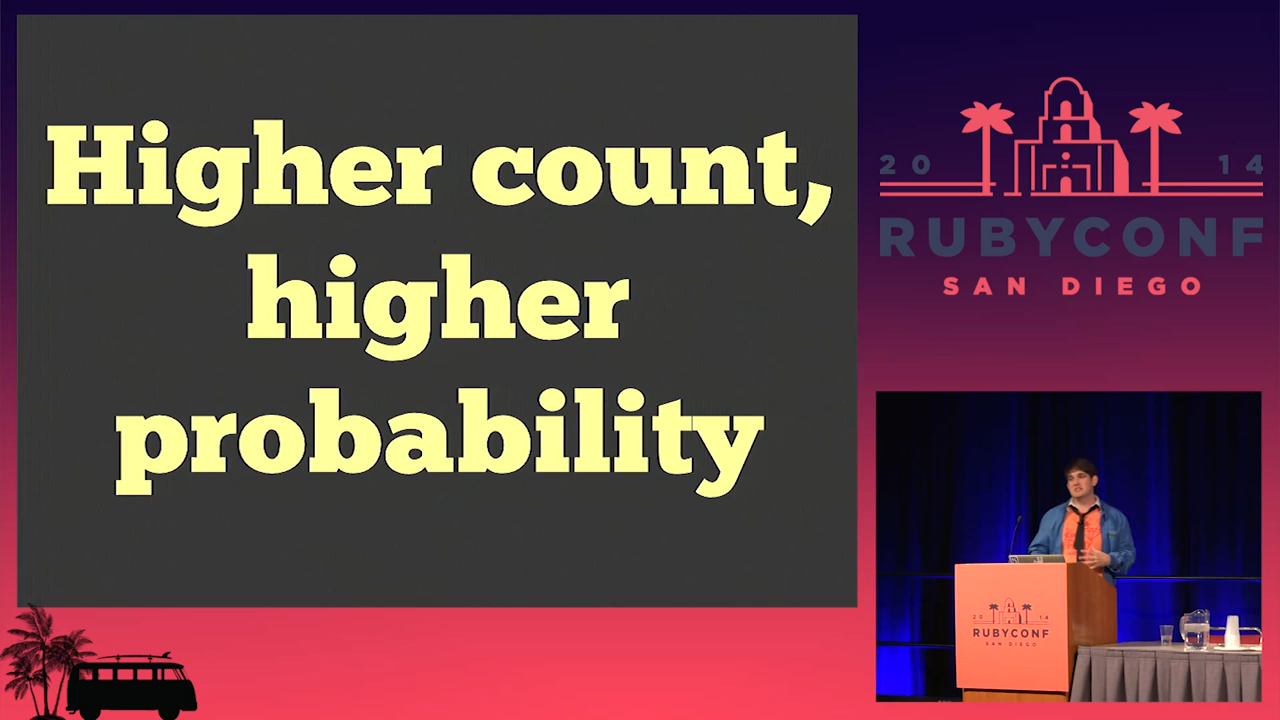 Higher count,
higher
probability
20 14
RUBYCONF
SAN DIEGO
20 14
RUBYCONF
SAN DIEGO